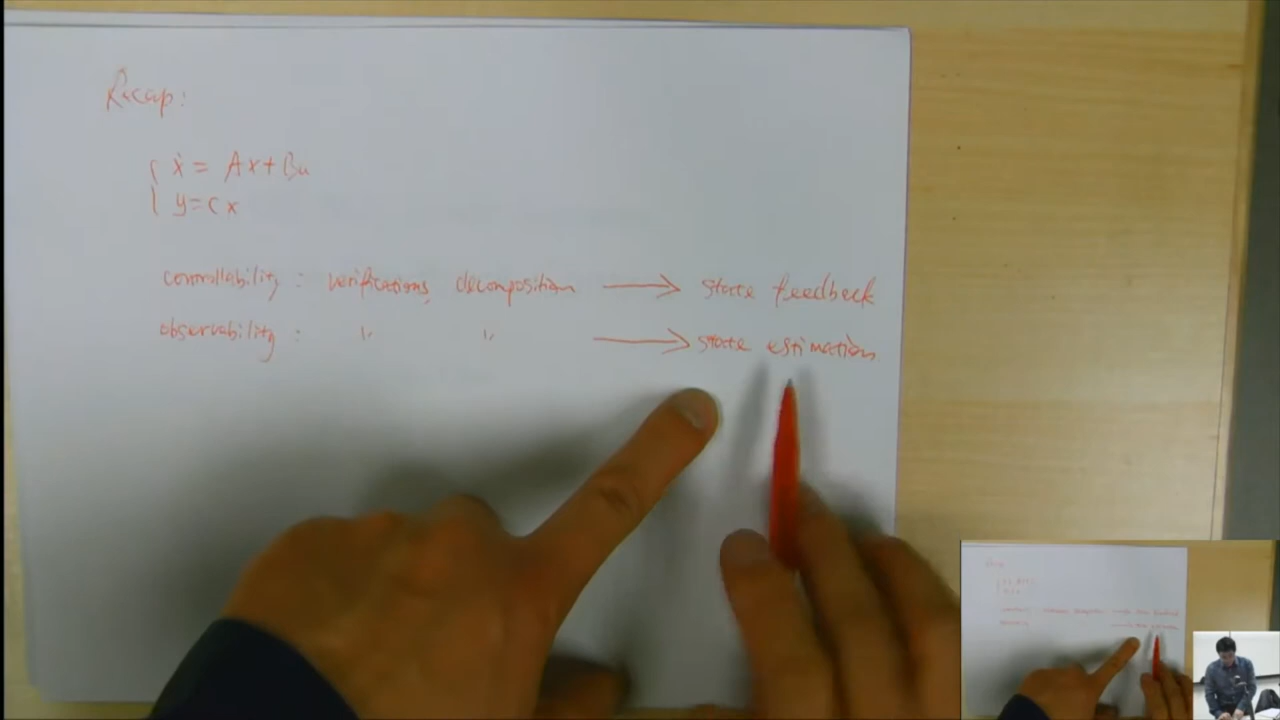 Recap:
ẋ = Ax + Bu
y = Cx
controllability : verifications, decomposition → state feedback
observability : " " → state estimation